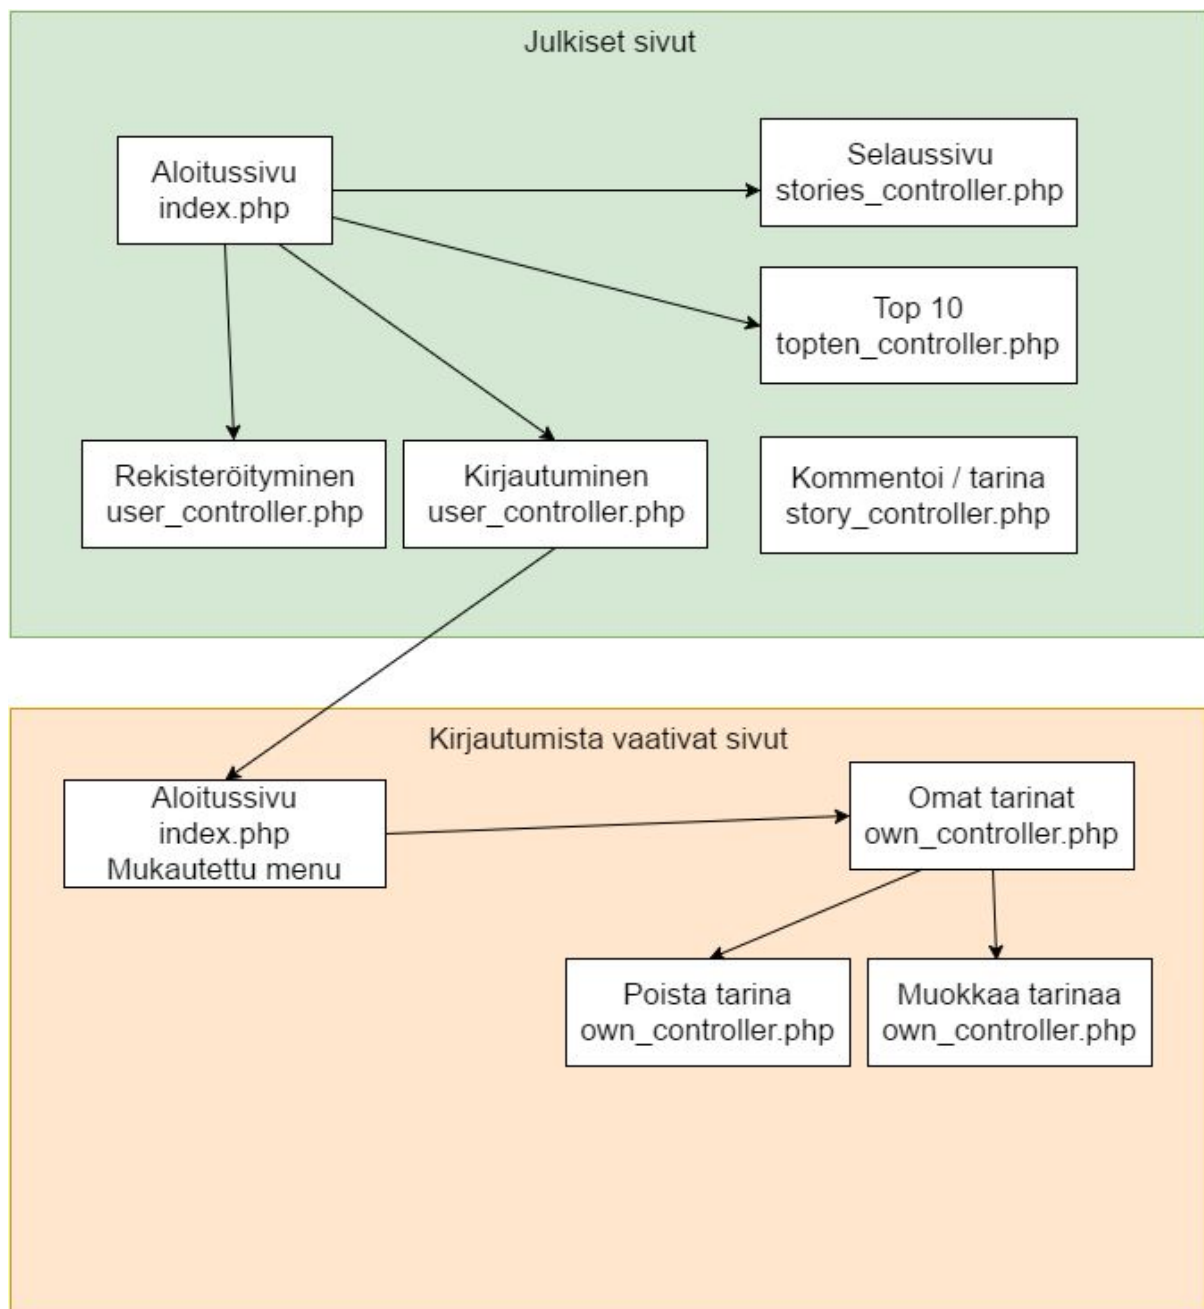 Julkiset sivut
Aloitussivu
index.php
Selaussivu
stories_controller.php
Top 10
topten_controller.php
Rekisteröityminen
user_controller.php
Kirjautuminen
user_controller.php
Kommentoi / tarina
story_controller.php
Kirjautumista vaativat sivut
Aloitussivu
index.php
Mukautettu menu
Omat tarinat
own_controller.php
Poista tarina
own_controller.php
Muokkaa tarinaa
own_controller.php